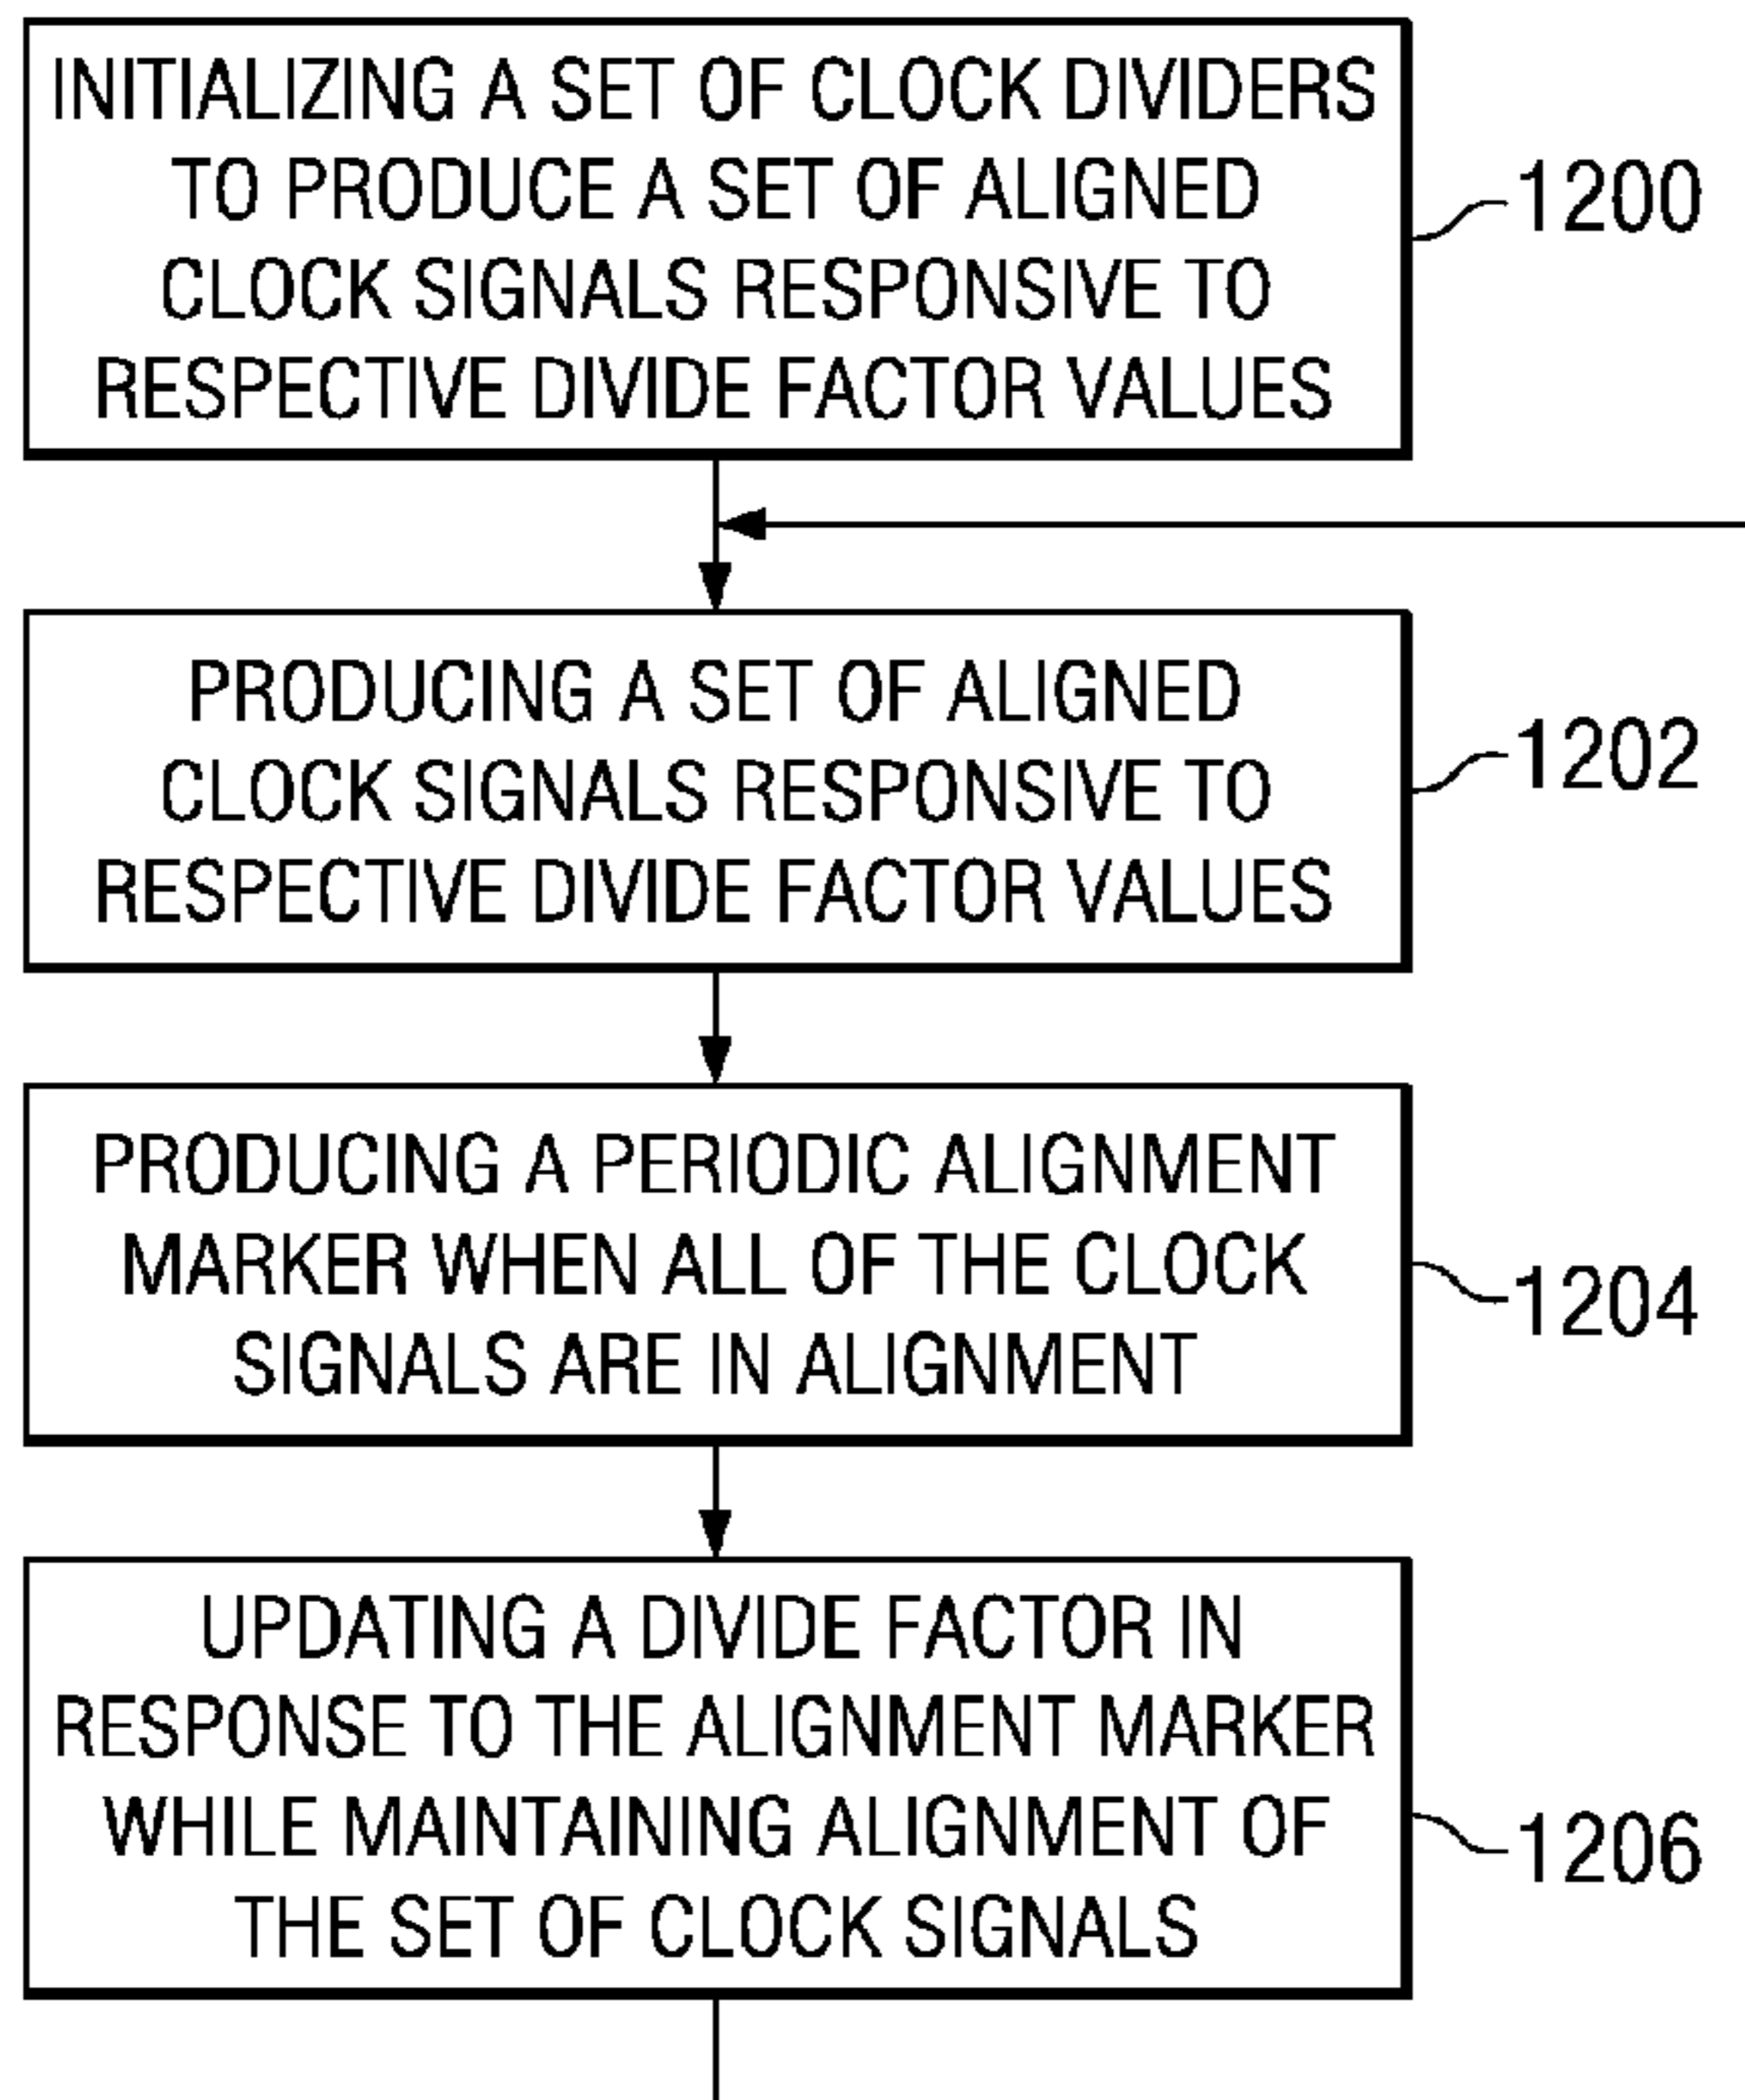 INITIALIZING A SET OF CLOCK DIVIDERS
TO PRODUCE A SET OF ALIGNED
CLOCK SIGNALS RESPONSIVE TO
RESPECTIVE DIVIDE FACTOR VALUES
1200
PRODUCING A SET OF ALIGNED
CLOCK SIGNALS RESPONSIVE TO
RESPECTIVE DIVIDE FACTOR VALUES
1202
PRODUCING A PERIODIC ALIGNMENT
MARKER WHEN ALL OF THE CLOCK
SIGNALS ARE IN ALIGNMENT
1204
UPDATING A DIVIDE FACTOR IN
RESPONSE TO THE ALIGNMENT MARKER
WHILE MAINTAINING ALIGNMENT OF
THE SET OF CLOCK SIGNALS
1206